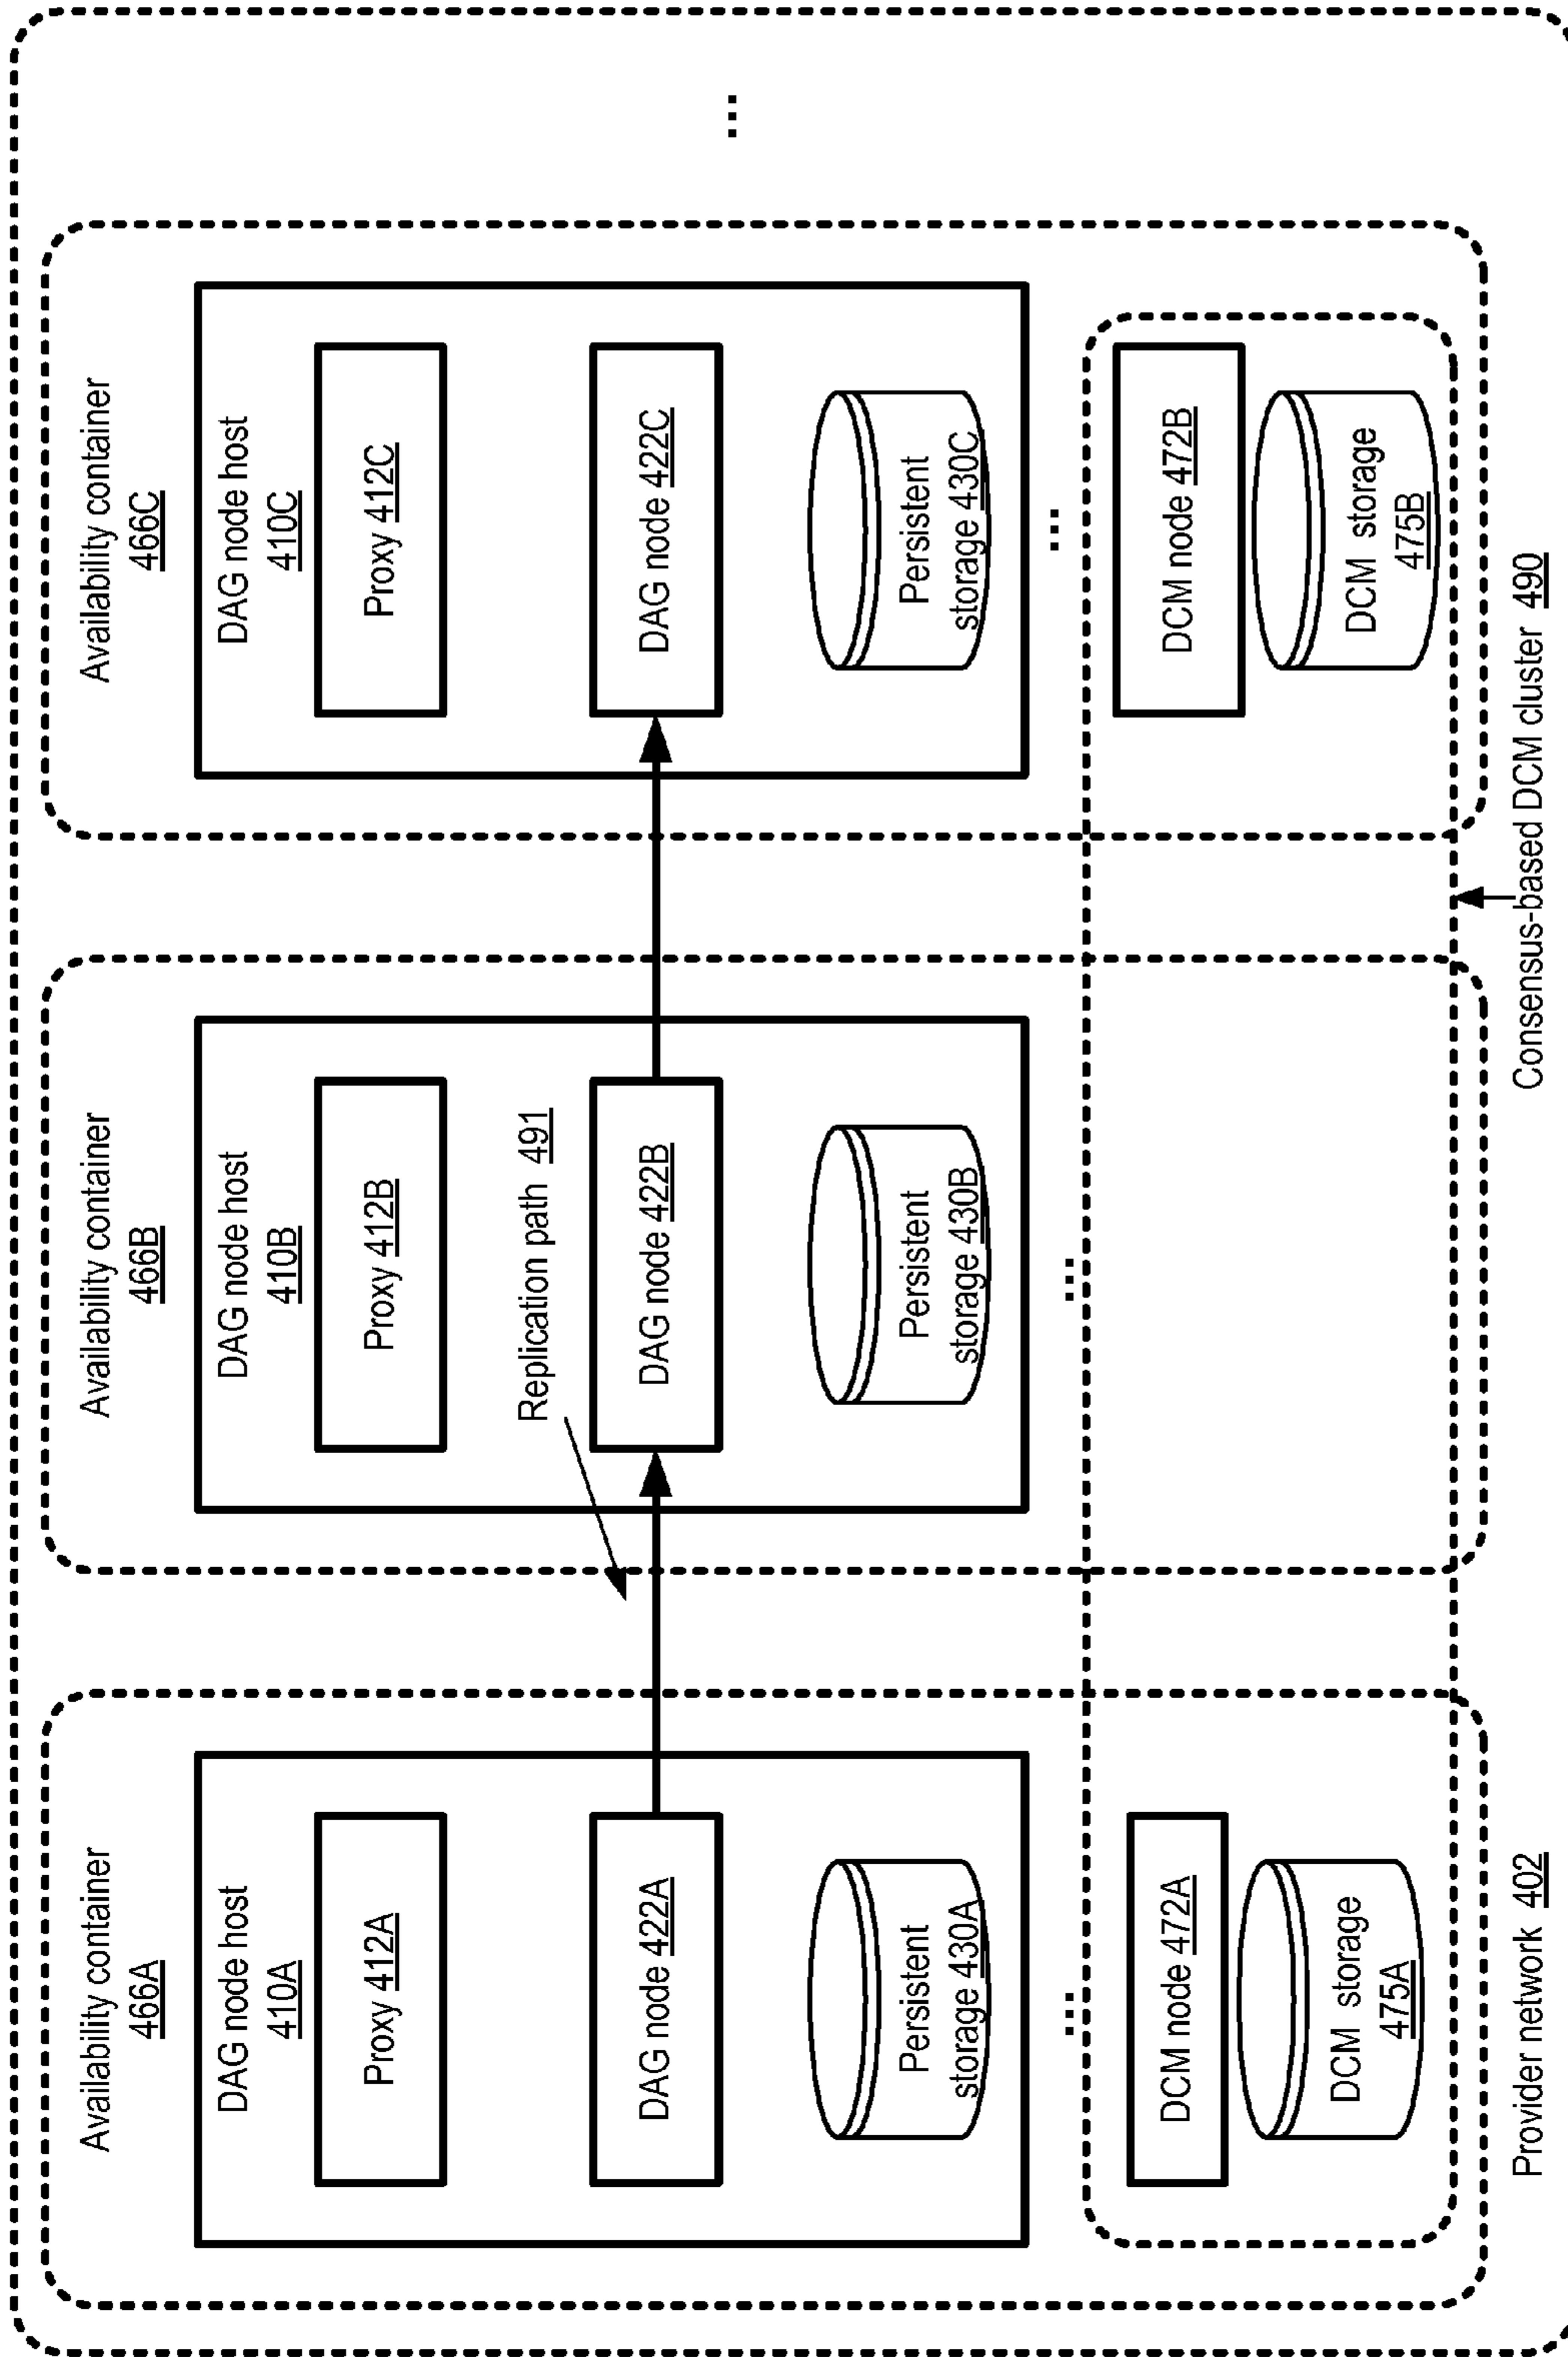 Availability container
466A
DAG node host
410A
Proxy 412A
DAG node 422A
Persistent
storage 430A
...
DCM node 472A
DCM storage
475A
Availability container
466B
DAG node host
410B
Proxy 412B
Replication path 491
DAG node 422B
Persistent
storage 430B
...
Availability container
466C
DAG node host
410C
Proxy 412C
DAG node 422C
Persistent
storage 430C
...
DCM node 472B
DCM storage
475B
...
Provider network 402
Consensus-based DCM cluster 490